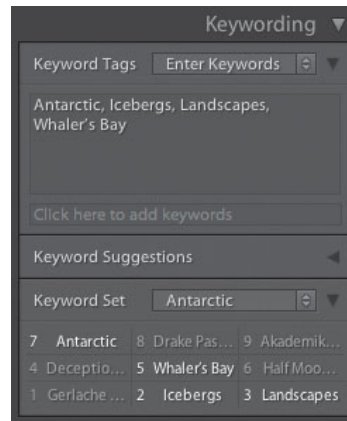 Keywording
Keyword Tags Enter Keywords
Antarctic, Icebergs, Landscapes,
Whaler's Bay
Click here to add keywords
Keyword Suggestions
Keyword Set Antarctic
7 Antarctic 8 Drake Pas... 9 Akademik...
4 Deceptio... 5 Whaler's Bay 6 Half Moo...
1 Gerlache ... 2 Icebergs 3 Landscapes